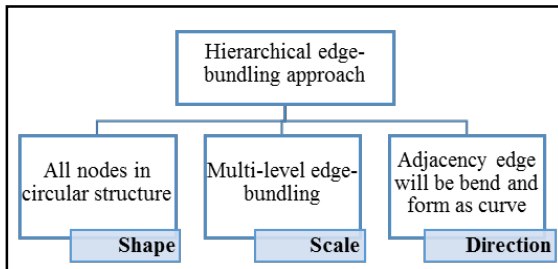 Hierarchical edge-
bundling approach
All nodes in
circular structure
Shape
Multi-level edge-
bundling
Scale
Adjacency edge
will be bend and
form as curve
Direction